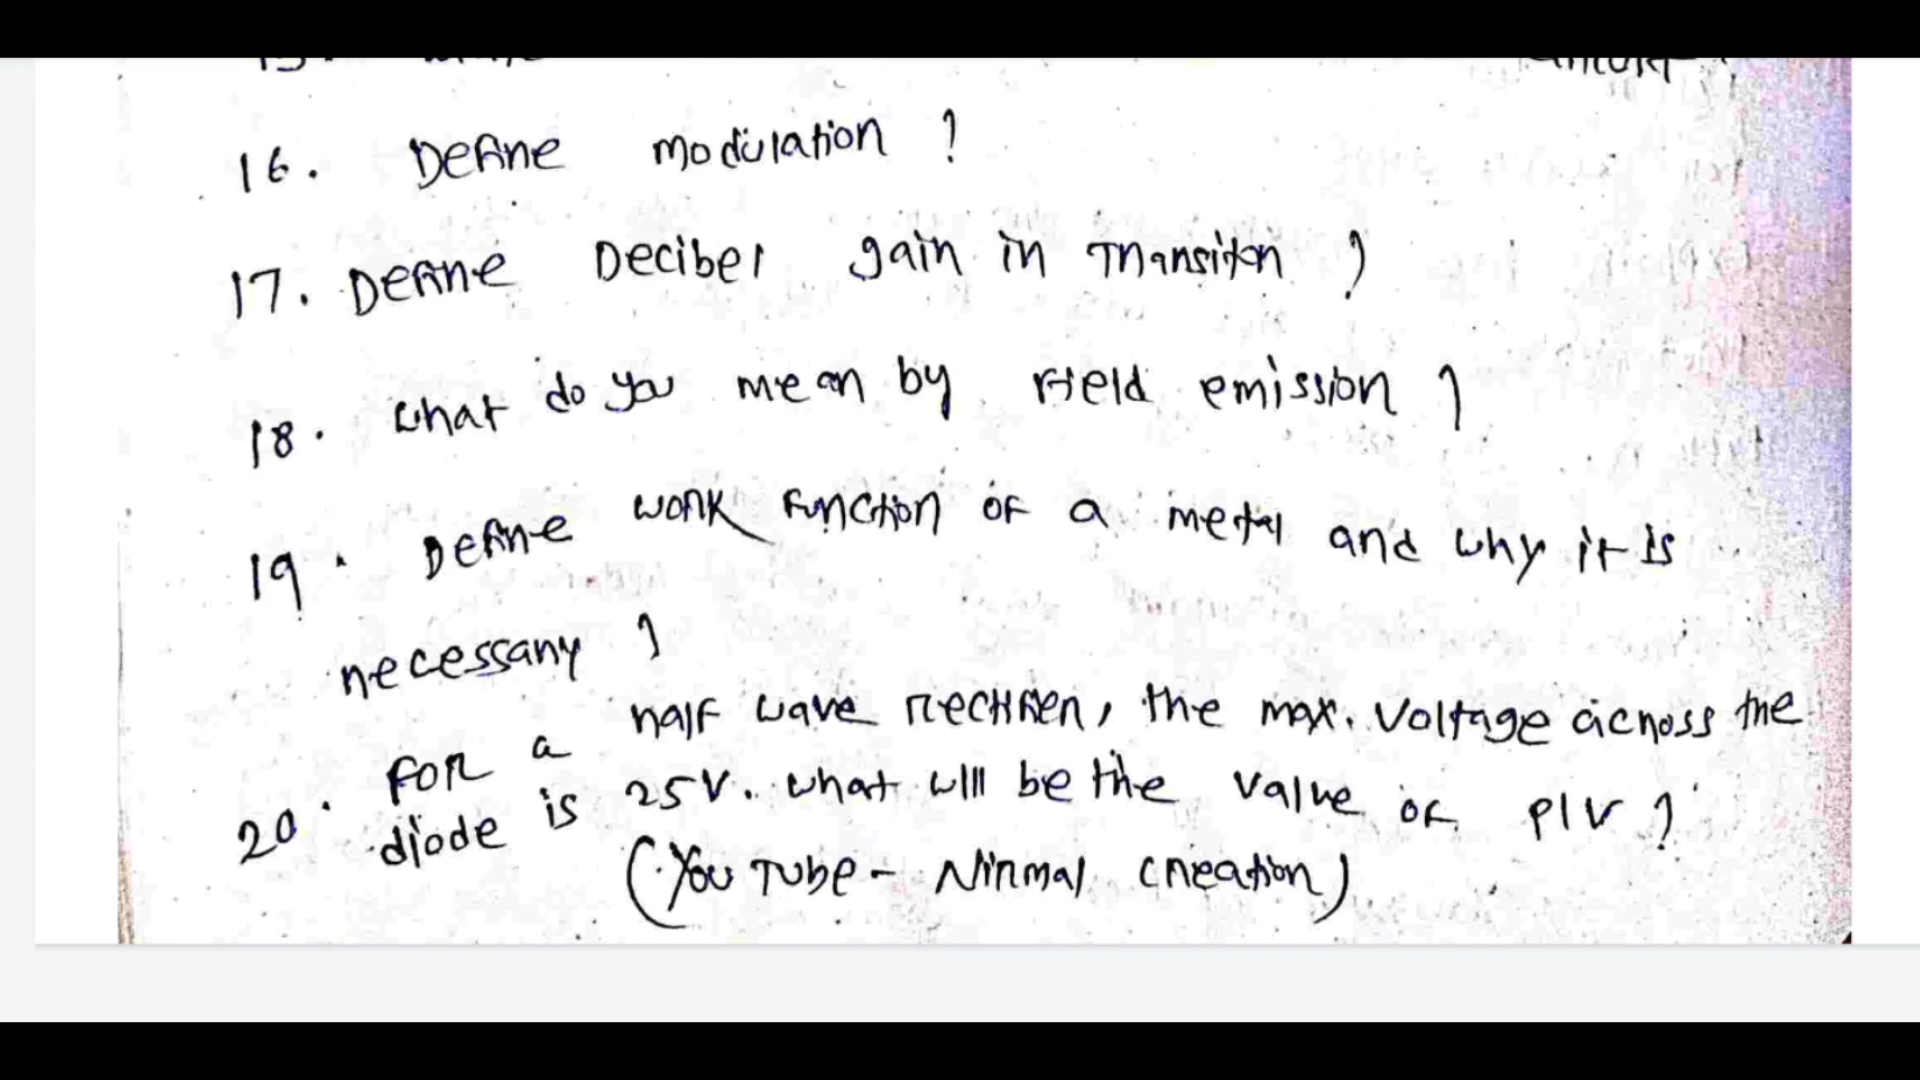 16. Define modulation ?
17. Define Decibel gain in Transiton ?
18. what do you mean by Field emission ?
19. Define work function of a metal and why it is
necessary ?
20. For a half wave rectifier, the max. Voltage across the
diode is 25V. what will be the value of PIV ?
(You Tube - Nirmal Creation)